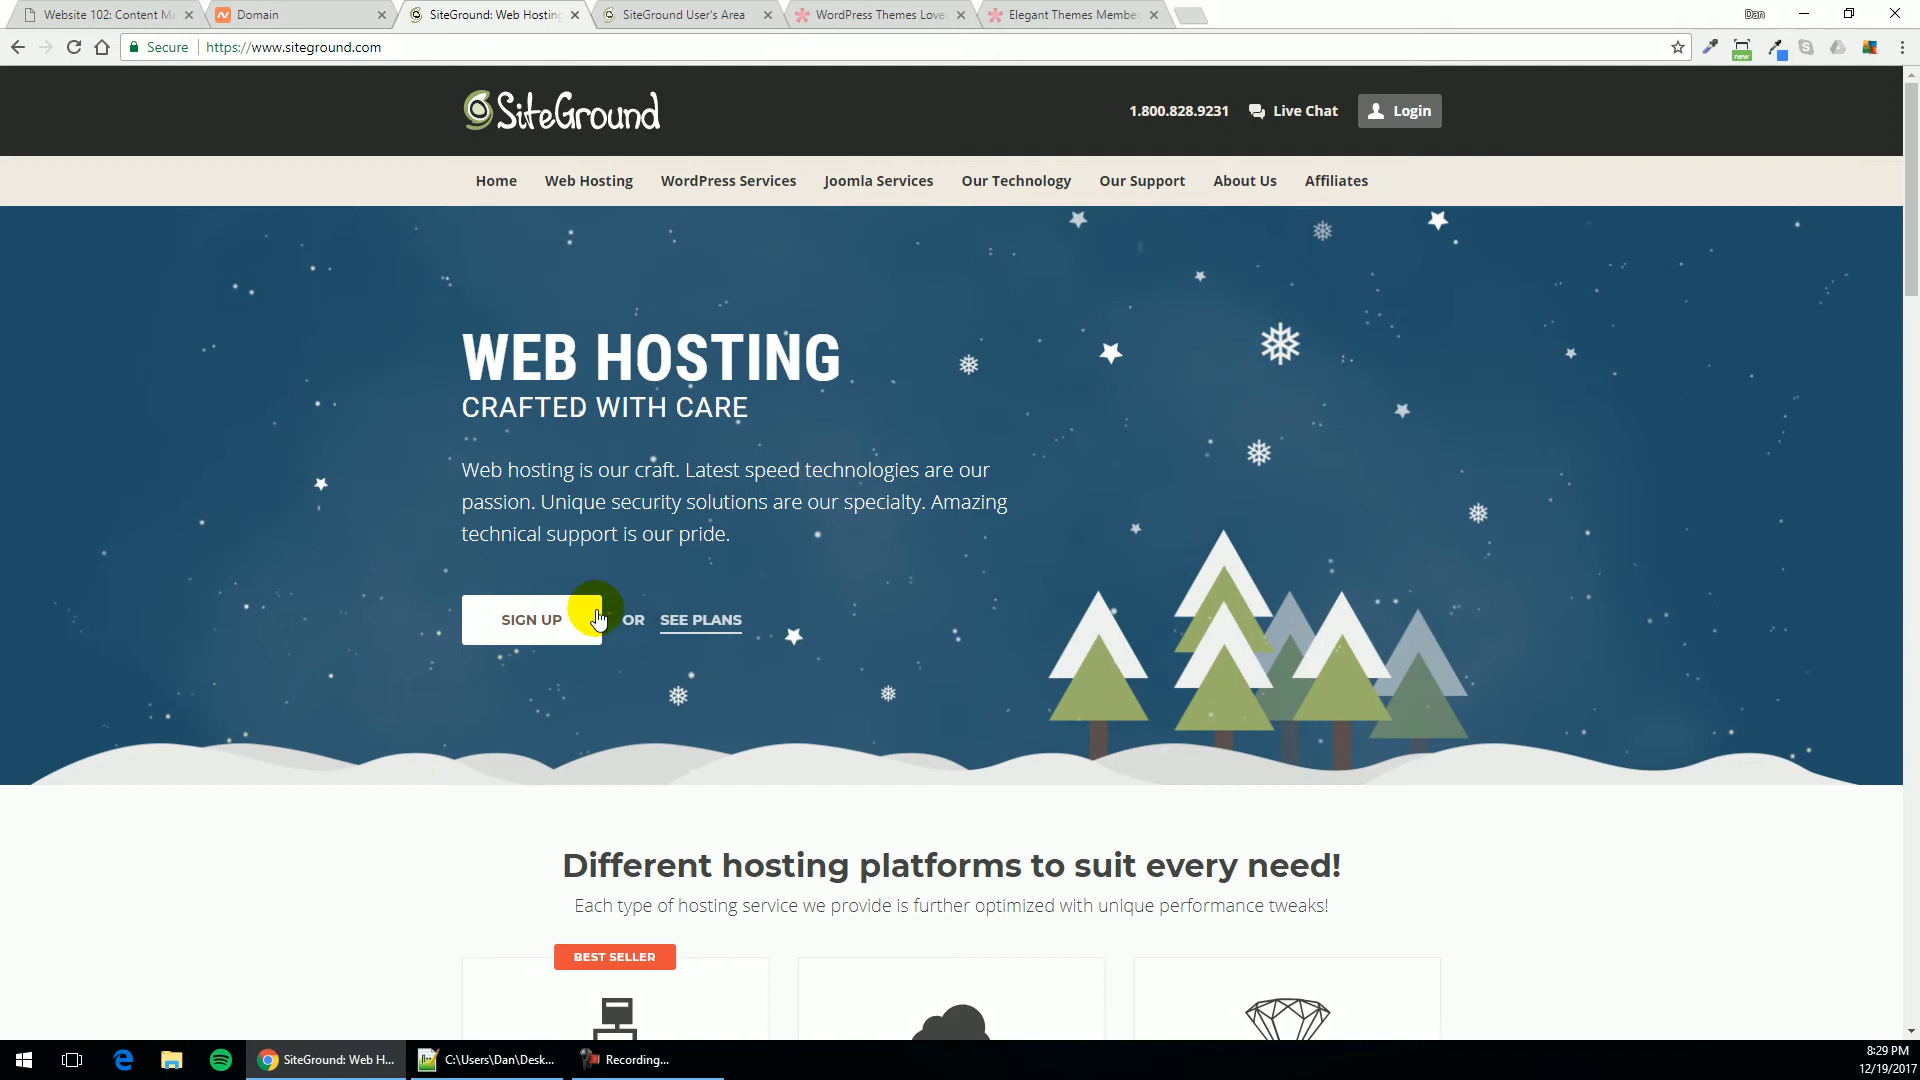 Website 102: Content Ma
Domain
SiteGround: Web Hosting
SiteGround User's Area
WordPress Themes Love
Elegant Themes Member
Dan
Secure
https://www.siteground.com
new
SiteGround
1.800.828.9231
Live Chat
Login
Home
Web Hosting
WordPress Services
Joomla Services
Our Technology
Our Support
About Us
Affiliates
WEB HOSTING
CRAFTED WITH CARE
Web hosting is our craft. Latest speed technologies are our
passion. Unique security solutions are our specialty. Amazing
technical support is our pride.
SIGN UP
OR
SEE PLANS
Different hosting platforms to suit every need!
Each type of hosting service we provide is further optimized with unique performance tweaks!
BEST SELLER
SiteGround: Web H...
C:\Users\Dan\Desk...
Recording...
8:29 PM
12/19/2017